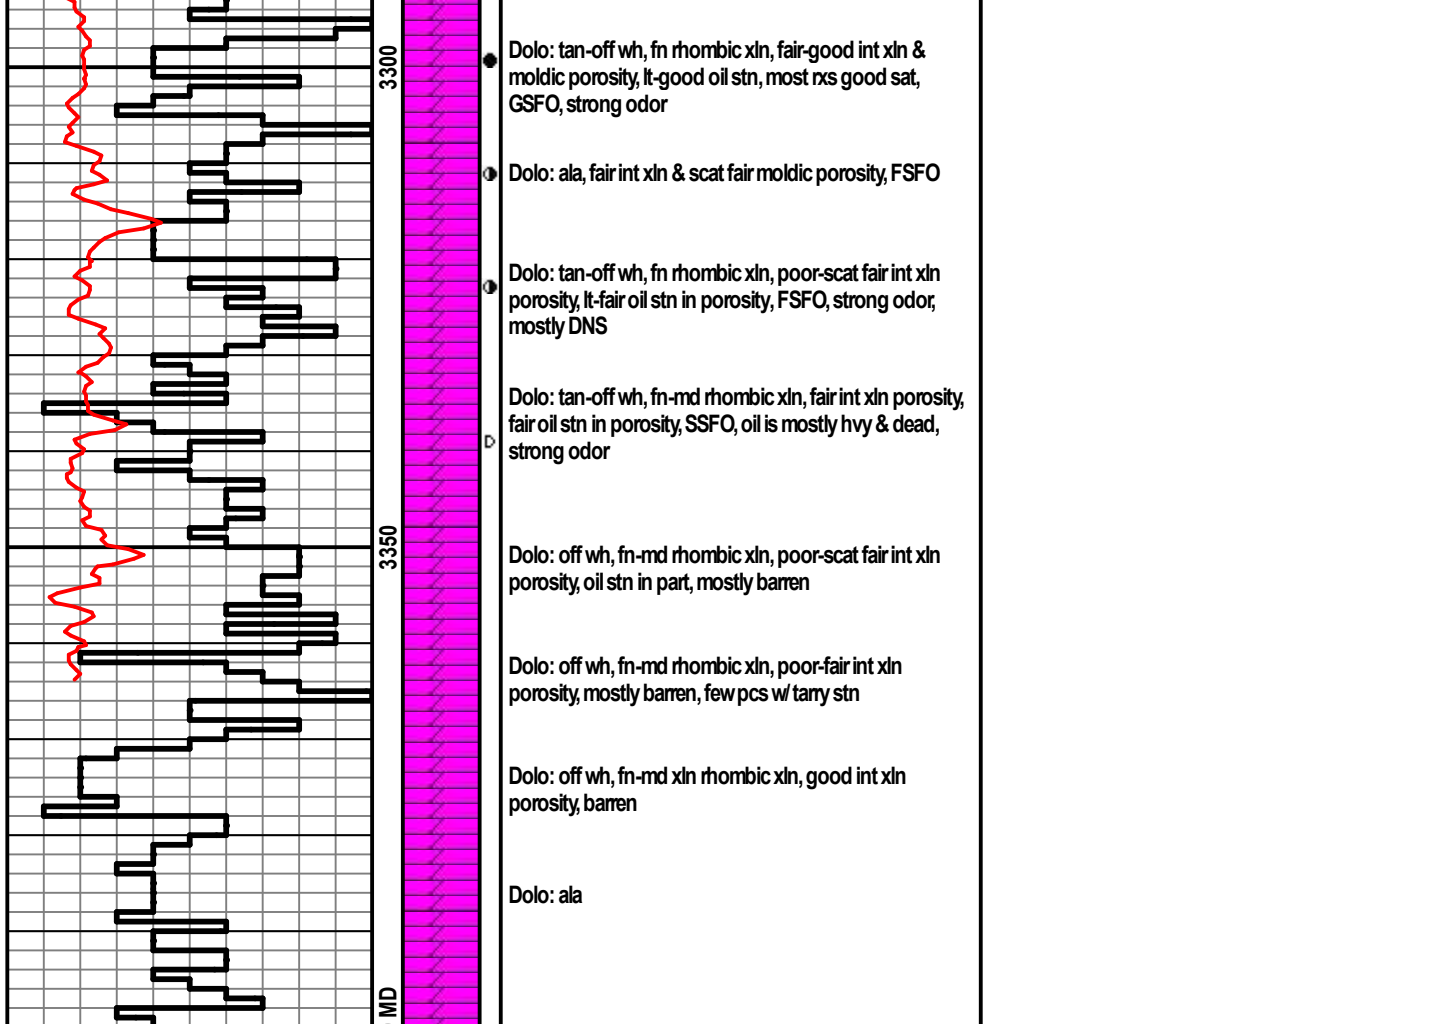 3300
Dolo: tan-off wh, fn rhombic xln, fair-good int xln &
moldic porosity, lt-good oil stn, most rxs good sat,
GSFO, strong odor
Dolo: ala, fair int xln & scat fair moldic porosity, FSFO
Dolo: tan-off wh, fn rhombic xln, poor-scat fair int xln
porosity, lt-fair oil stn in porosity, FSFO, strong odor,
mostly DNS
Dolo: tan-off wh, fn-md rhombic xln, fair int xln porosity,
fair oil stn in porosity, SSFO, oil is mostly hvy & dead,
strong odor
3350
Dolo: off wh, fn-md rhombic xln, poor-scat fair int xln
porosity, oil stn in part, mostly barren
Dolo: off wh, fn-md rhombic xln, poor-fair int xln
porosity, mostly barren, few pcs w/ tarry stn
Dolo: off wh, fn-md xln rhombic xln, good int xln
porosity, barren
Dolo: ala
MD